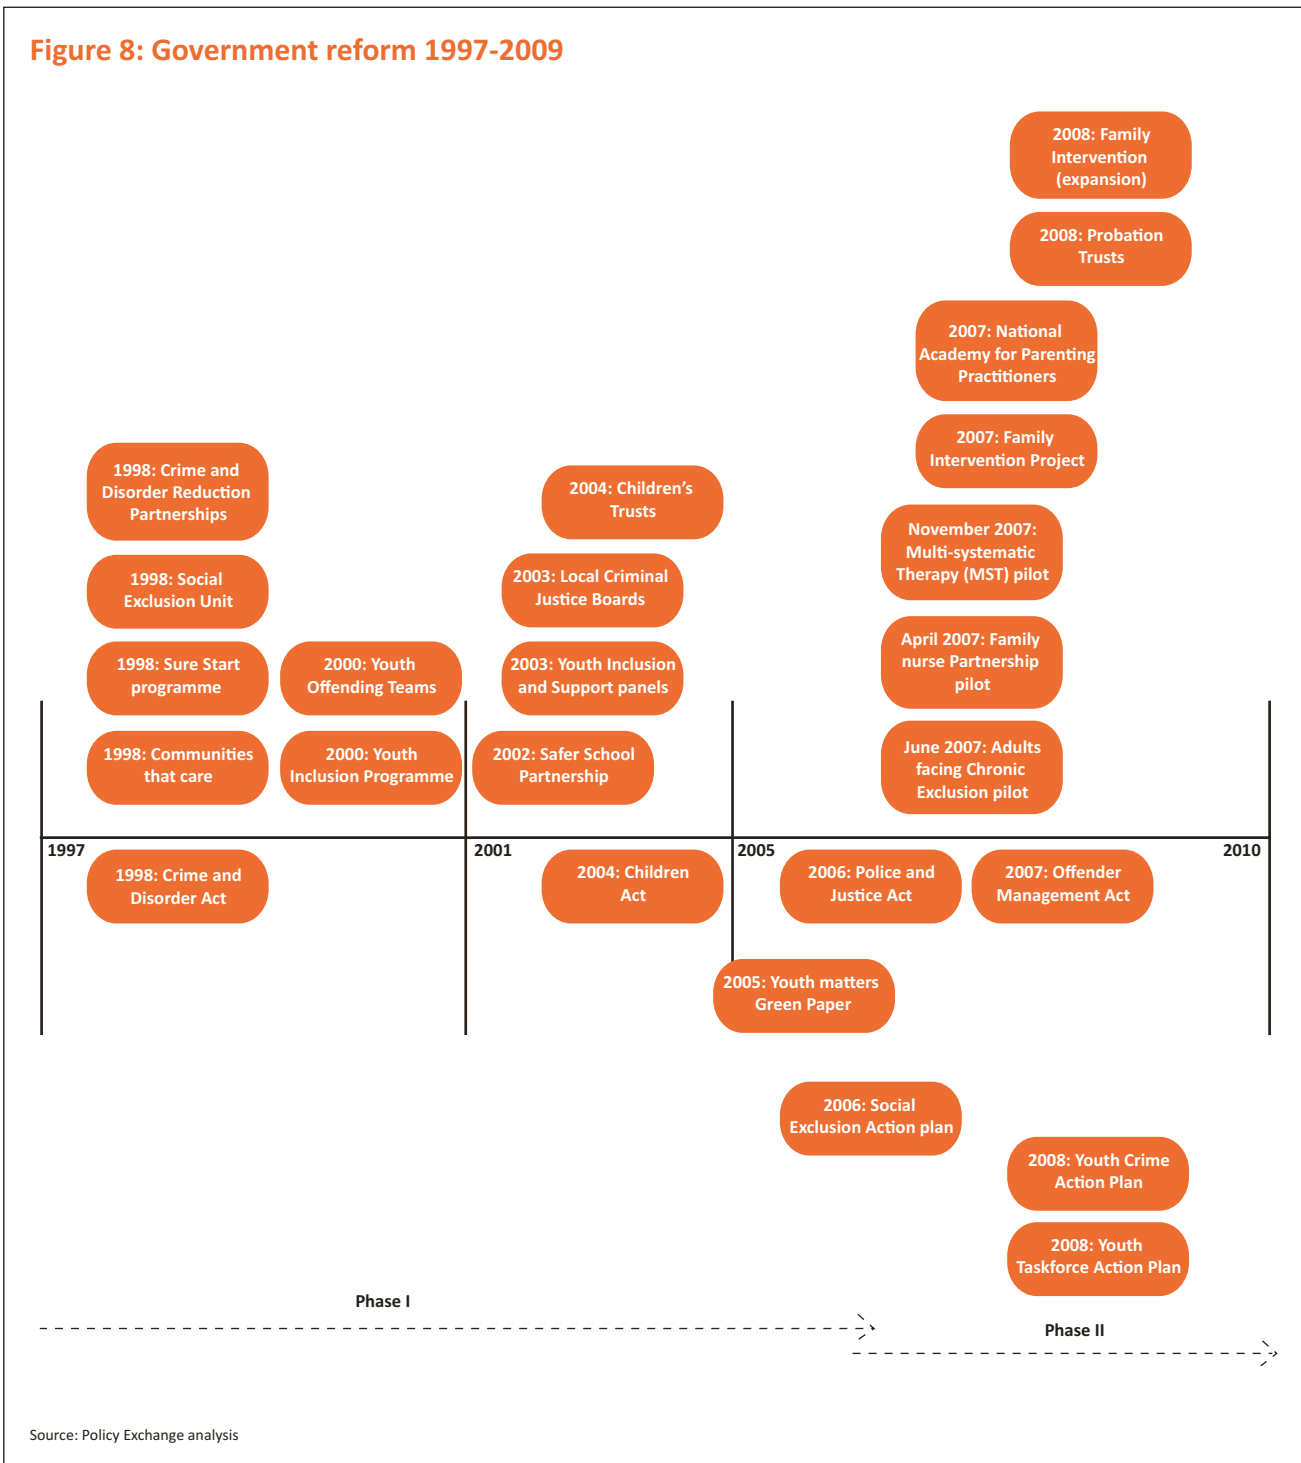 Figure 8: Government reform 1997-2009
2008: Family
Intervention
(expansion)
2008: Probation
Trusts
2007: National
Academy for Parenting
Practitioners
2007: Family
Intervention Project
1998: Crime and
Disorder Reduction
Partnerships
2004: Children’s
Trusts
November 2007:
Multi-systematic
Therapy (MST) pilot
1998: Social
Exclusion Unit
2003: Local Criminal
Justice Boards
April 2007: Family
nurse Partnership
pilot
1998: Sure Start
programme
2000: Youth
Offending Teams
2003: Youth Inclusion
and Support panels
June 2007: Adults
facing Chronic
Exclusion pilot
1998: Communities
that care
2000: Youth
Inclusion Programme
2002: Safer School
Partnership
1997
2001
2005
2010
1998: Crime and
Disorder Act
2004: Children
Act
2006: Police and
Justice Act
2007: Offender
Management Act
2005: Youth matters
Green Paper
2006: Social
Exclusion Action plan
2008: Youth Crime
Action Plan
2008: Youth
Taskforce Action Plan
Phase I
Phase II
Source: Policy Exchange analysis